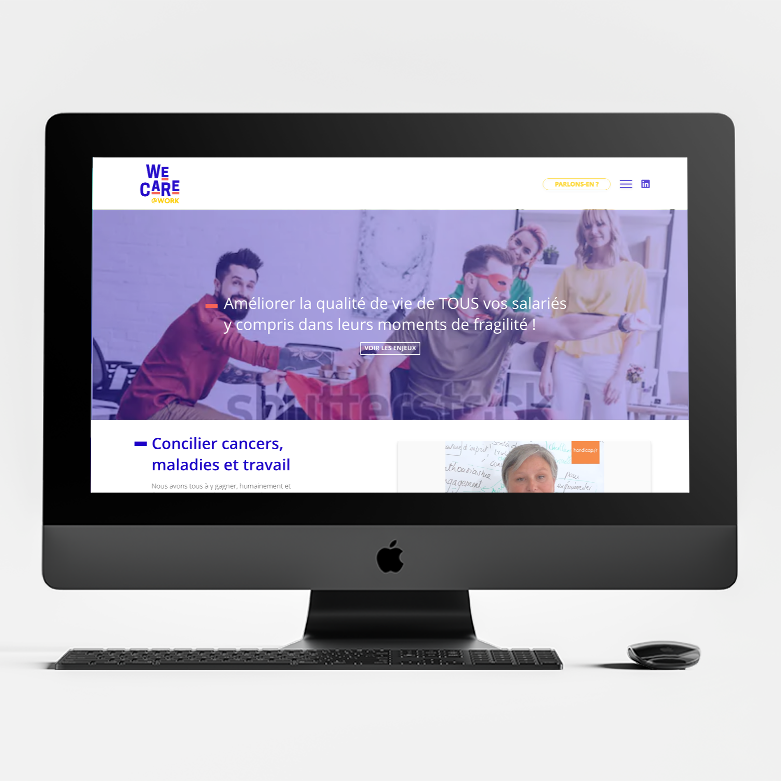 WE
CARE
@WORK
PARLONS-EN ?
in
Améliorer la qualité de vie de TOUS vos salariés
y compris dans leurs moments de fragilité !
VOIR LES ENJEUX
shutterstock
Concilier cancers,
maladies et travail
Nous avons tous à y gagner, humainement et
handicap?